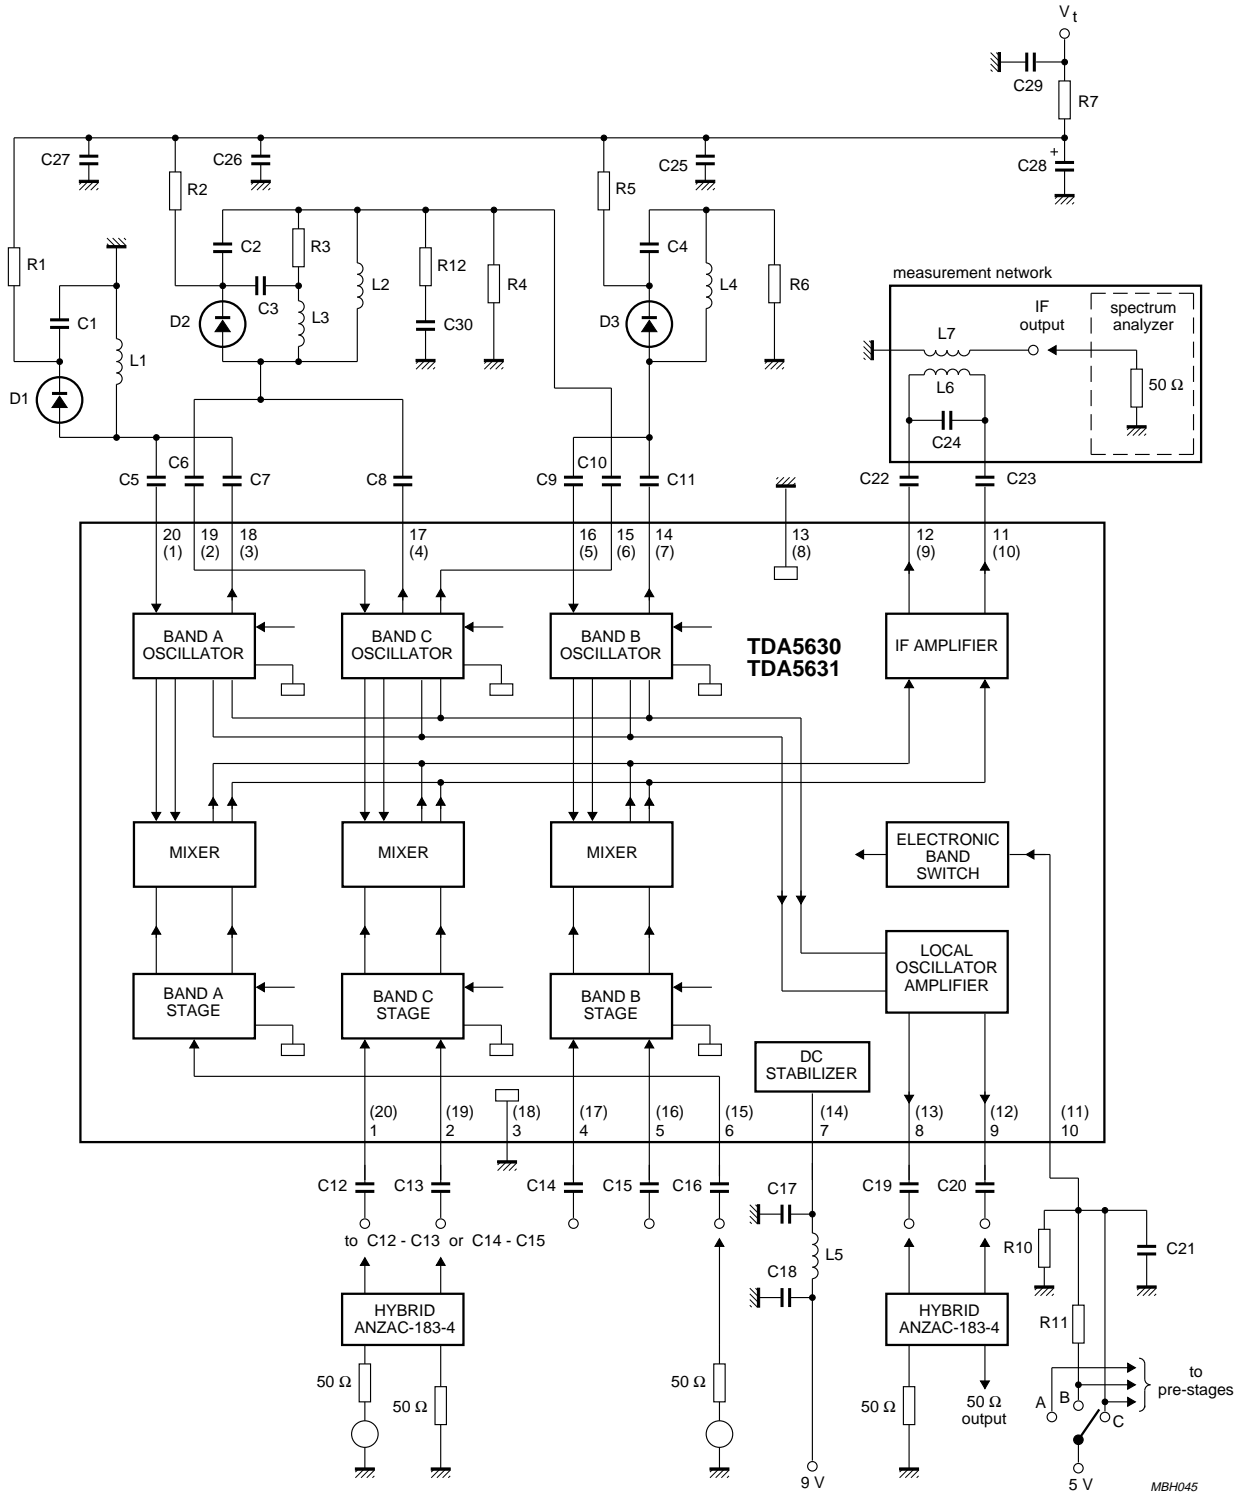 V t
C29
R7
C27
C26
C25
+
C28
R2
R5
R1
C2
R3
L2
R12
R4
C4
L4
R6
C3
C1
L1
D2
L3
C30
D3
D1
measurement network
IF
output
spectrum
analyzer
L7
L6
50 Ω
C24
C5
C6
C7
C8
C9
C10
C11
C22
C23
20
(1)
19
(2)
18
(3)
17
(4)
16
(5)
15
(6)
14
(7)
13
(8)
12
(9)
11
(10)
BAND A
OSCILLATOR
BAND C
OSCILLATOR
BAND B
OSCILLATOR
TDA5630
TDA5631
IF AMPLIFIER
MIXER
MIXER
MIXER
ELECTRONIC
BAND
SWITCH
BAND A
STAGE
BAND C
STAGE
BAND B
STAGE
LOCAL
OSCILLATOR
AMPLIFIER
DC
STABILIZER
(20)
1
(19)
2
(18)
3
(17)
4
(16)
5
(15)
6
(14)
7
(13)
8
(12)
9
(11)
10
C12
C13
C14
C15
C16
C17
C19
C20
to C12 - C13 or C14 - C15
L5
C18
R10
C21
HYBRID
ANZAC-183-4
HYBRID
ANZAC-183-4
R11
50 Ω
50 Ω
50 Ω
50 Ω
50 Ω
output
A
B
C
to
pre-stages
9 V
5 V
MBH045